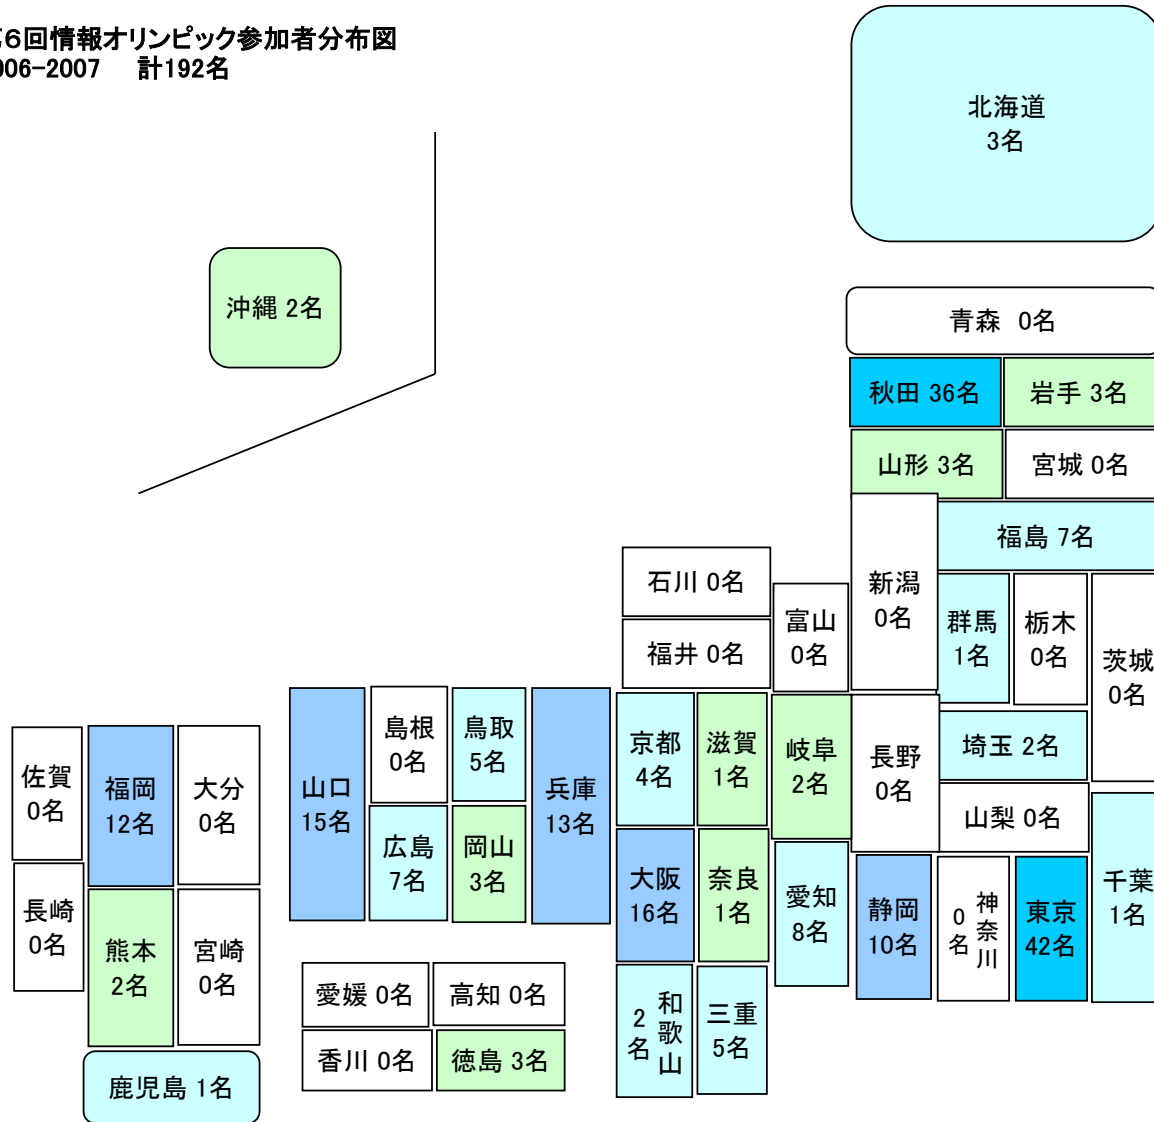 6回情報オリンピック参加者分布図
006-2007 計192名
北海道
3名
沖縄 2名
青森 0名
秋田 36名
岩手 3名
山形 3名
宮城 0名
福島 7名
新潟
0名
群馬
1名
栃木
0名
茨城
0名
石川 0名
福井 0名
富山
0名
埼玉 2名
山梨 0名
長野
0名
岐阜
2名
滋賀
1名
京都
4名
兵庫
13名
鳥取
5名
島根
0名
山口
15名
広島
7名
岡山
3名
大阪
16名
奈良
1名
愛知
8名
静岡
10名
神奈川
0名
東京
42名
千葉
1名
和歌山
2名
三重
5名
佐賀
0名
福岡
12名
大分
0名
長崎
0名
熊本
2名
宮崎
0名
鹿児島 1名
愛媛 0名
高知 0名
香川 0名
徳島 3名